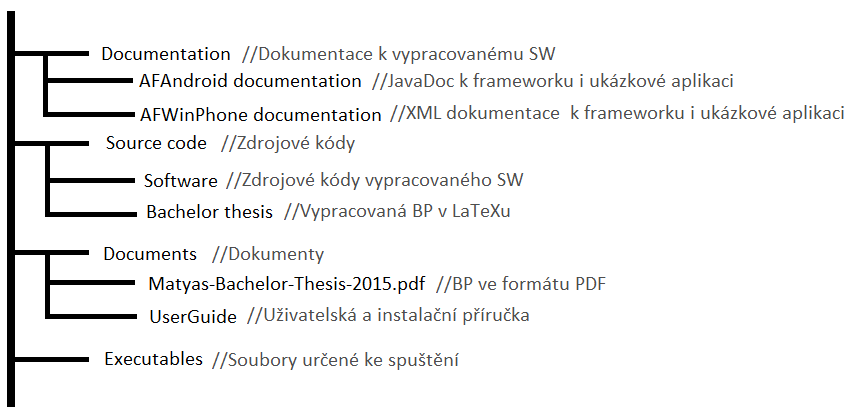 Documentation //Dokumentace k vypracovanému SW
AFAndroid documentation //JavaDoc k frameworku i ukázkové aplikaci
AFWinPhone documentation //XML dokumentace k frameworku i ukázkové aplikaci
Source code //Zdrojové kódy
Software //Zdrojové kódy vypracovaného SW
Bachelor thesis //Vypracovaná BP v LaTeXu
Documents //Dokumenty
Matyas-Bachelor-Thesis-2015.pdf //BP ve formátu PDF
UserGuide //Uživatelská a instalační příručka
Executables //Soubory určené ke spuštění